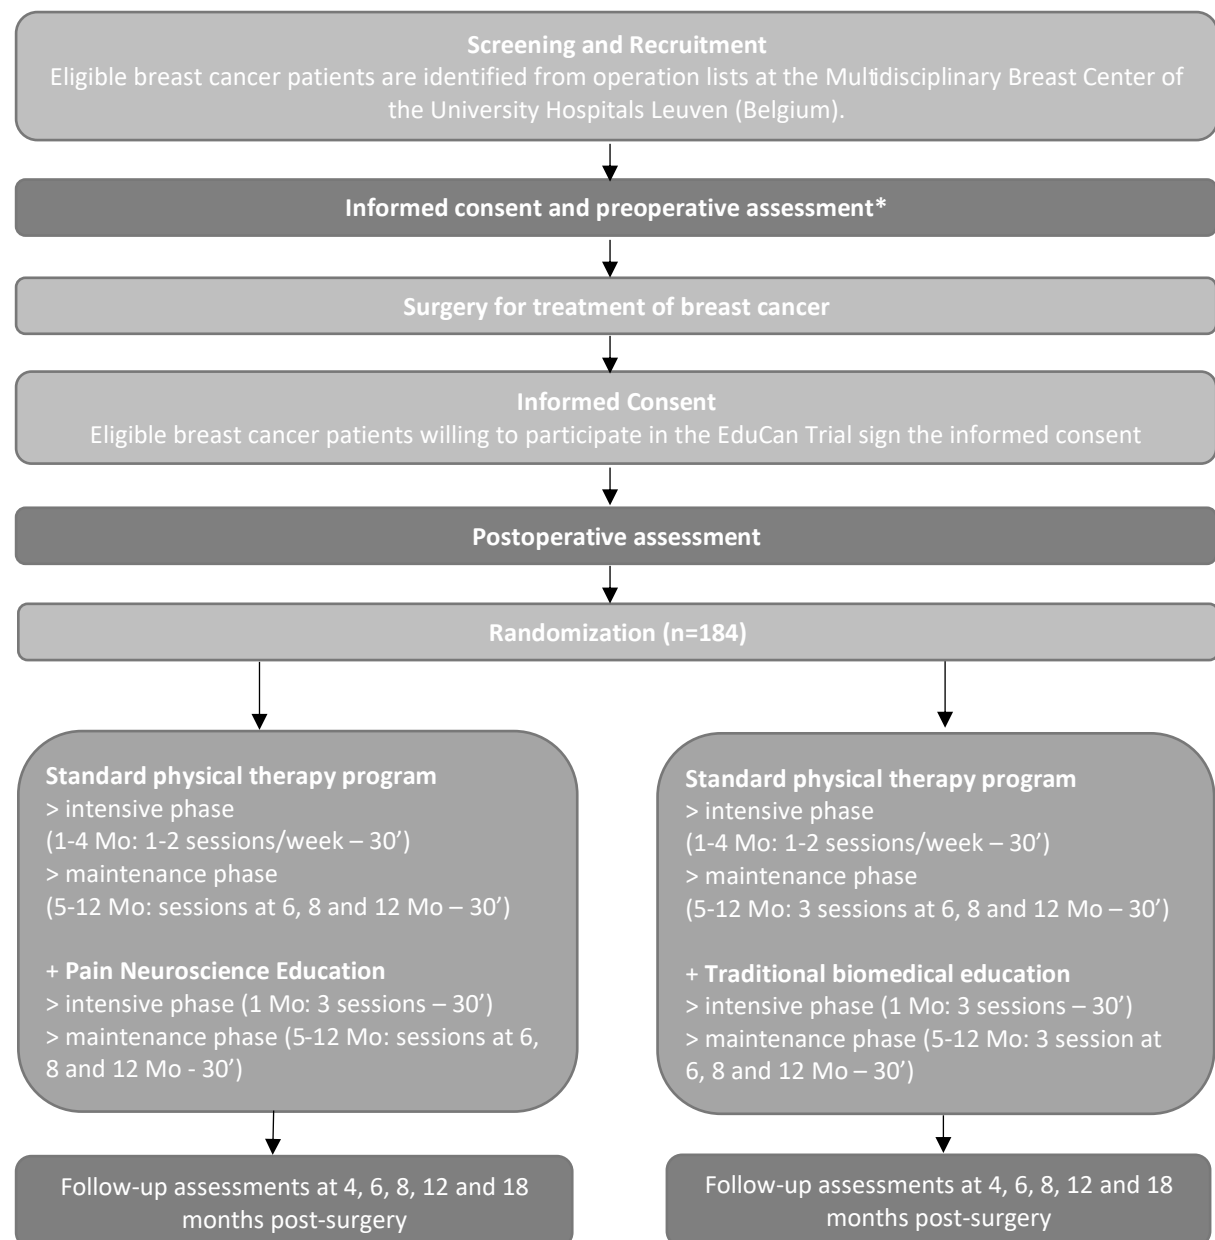 Screening and Recruitment
Eligible breast cancer patients are identified from operation lists at the Multidisciplinary Breast Center of
the University Hospitals Leuven (Belgium).
Informed consent and preoperative assessment*
Surgery for treatment of breast cancer
Informed Consent
Eligible breast cancer patients willing to participate in the EduCan Trial sign the informed consent
Postoperative assessment
Randomization (n=184)
Standard physical therapy program
> intensive phase
(1-4 Mo: 1-2 sessions/week – 30’)
> maintenance phase
(5-12 Mo: sessions at 6, 8 and 12 Mo – 30’)
+ Pain Neuroscience Education
> intensive phase (1 Mo: 3 sessions – 30’)
> maintenance phase (5-12 Mo: sessions at 6,
8 and 12 Mo - 30’)
Standard physical therapy program
> intensive phase
(1-4 Mo: 1-2 sessions/week – 30’)
> maintenance phase
(5-12 Mo: 3 sessions at 6, 8 and 12 Mo – 30’)
+ Traditional biomedical education
> intensive phase (1 Mo: 3 sessions – 30’)
> maintenance phase (5-12 Mo: 3 session at
6, 8 and 12 Mo – 30’)
Follow-up assessments at 4, 6, 8, 12 and 18
months post-surgery
Follow-up assessments at 4, 6, 8, 12 and 18
months post-surgery